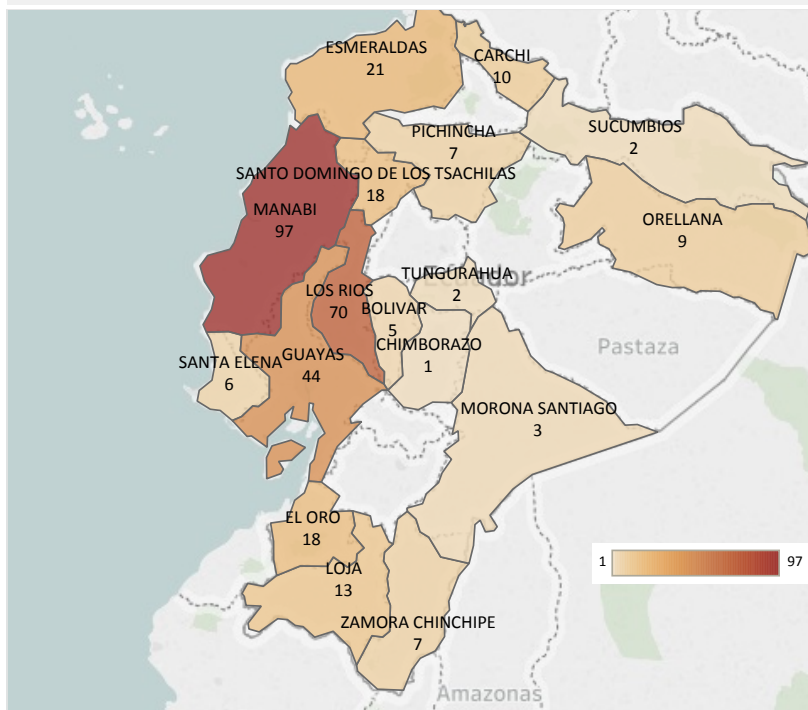 ESMERALDAS
21
CARCHI
10
PICHINCHA
7
SUCUMBIOS
2
SANTO DOMINGO DE LOS TSACHILAS
18
MANABI
97
ORELLANA
9
TUNGURAHUA
2
Ecuador
LOS RIOS
70
BOLIVAR
5
CHIMBORAZO
1
Pastaza
SANTA ELENA
6
GUAYAS
44
MORONA SANTIAGO
3
EL ORO
18
1 97
LOJA
13
ZAMORA CHINCHIPE
7
Amazonas